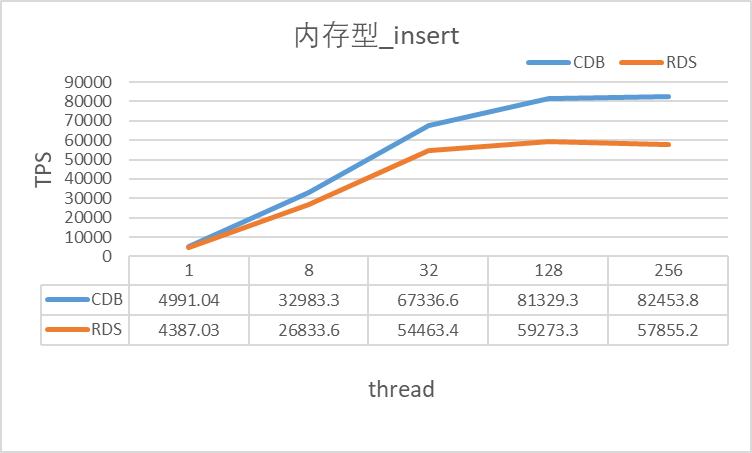 内存型_insert
CDB RDS
TPS
90000
80000
70000
60000
50000
40000
30000
20000
10000
0
1 8 32 128 256
CDB 4991.04 32983.3 67336.6 81329.3 82453.8
RDS 4387.03 26833.6 54463.4 59273.3 57855.2
thread